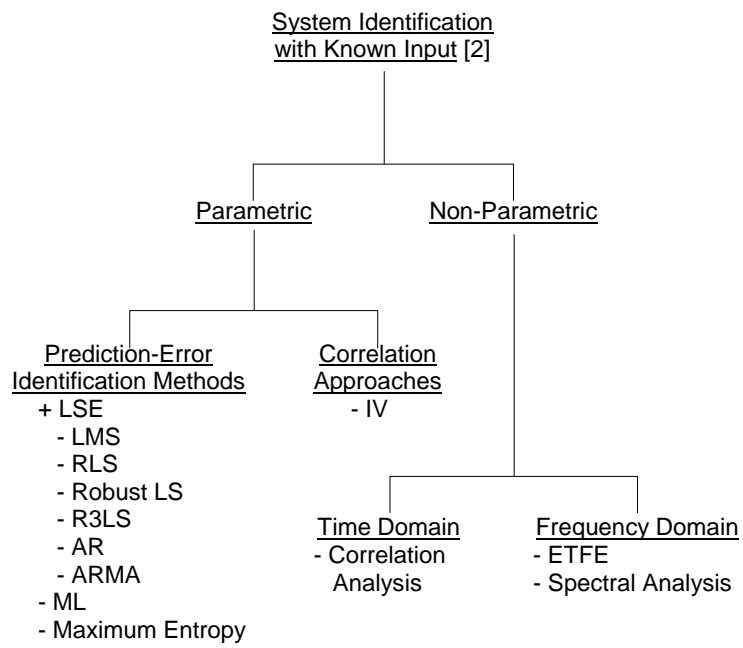 System Identification
with Known Input [2]
Parametric
Non-Parametric
Prediction-Error
Identification Methods
+ LSE
- LMS
- RLS
- Robust LS
- R3LS
- AR
- ARMA
- ML
- Maximum Entropy
Correlation
Approaches
- IV
Time Domain
- Correlation
Analysis
Frequency Domain
- ETFE
- Spectral Analysis